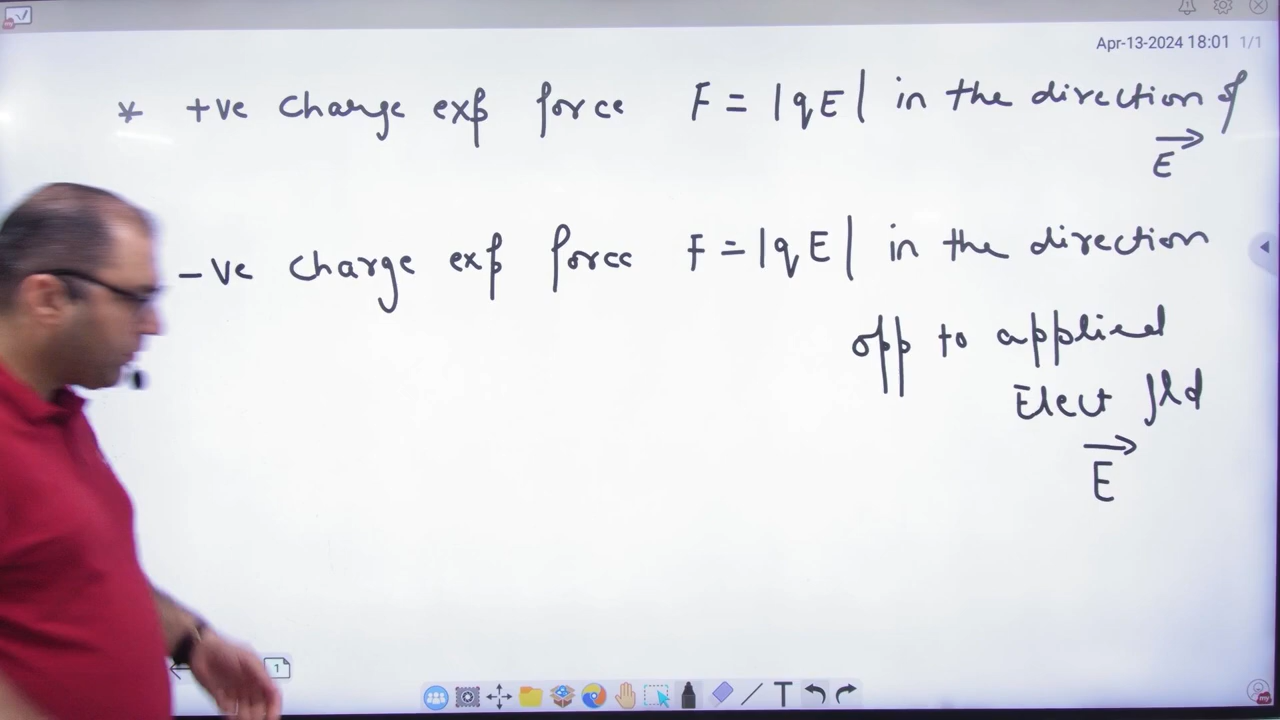 Apr-13-2024 18:01 1/1
* +ve charge exp force F = |qE| in the direction of
E
-ve charge exp force F = |qE| in the direction
opp to applied
Elect fld
E
1
T